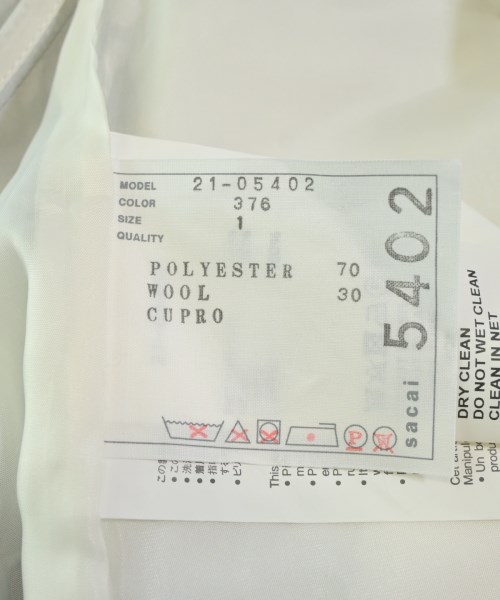 MODEL 21-05402
COLOR 376
SIZE 1
QUALITY
POLYESTER 70
WOOL 30
CUPRO
P W
sacai 5402
DRY CLEAN
DO NOT WET CLEAN
CLEAN IN NET
This